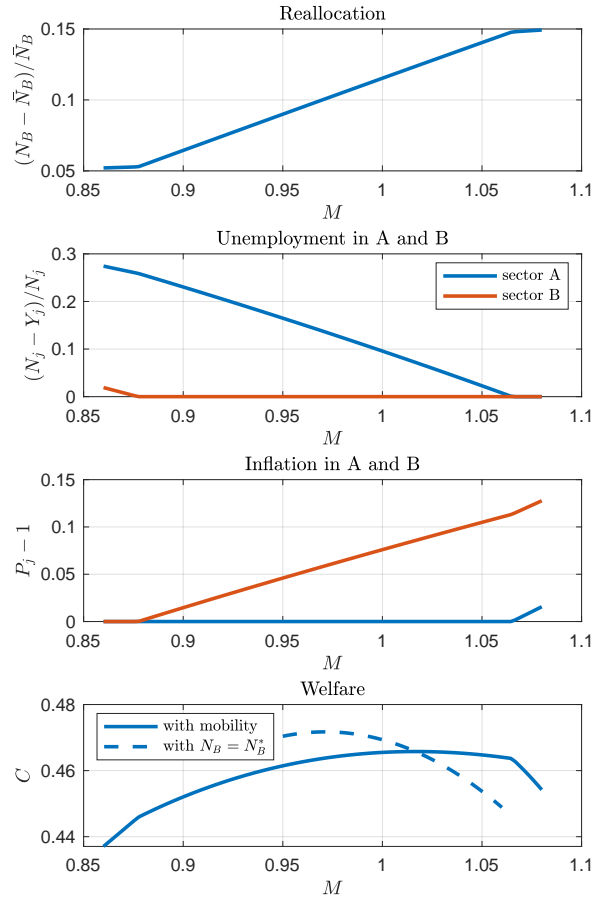 Reallocation
(N_B − N̄_B)/N̄_B
0.15
0.1
0.05
0.85 0.9 0.95 1 1.05 1.1
M
Unemployment in A and B
(N_j − Y_j)/N_j
0.3
0.2
0.1
0
sector A
sector B
0.85 0.9 0.95 1 1.05 1.1
M
Inflation in A and B
P_j − 1
0.15
0.1
0.05
0
0.85 0.9 0.95 1 1.05 1.1
M
Welfare
C
0.48
0.46
0.44
with mobility
with N_B = N_B^*
0.85 0.9 0.95 1 1.05 1.1
M